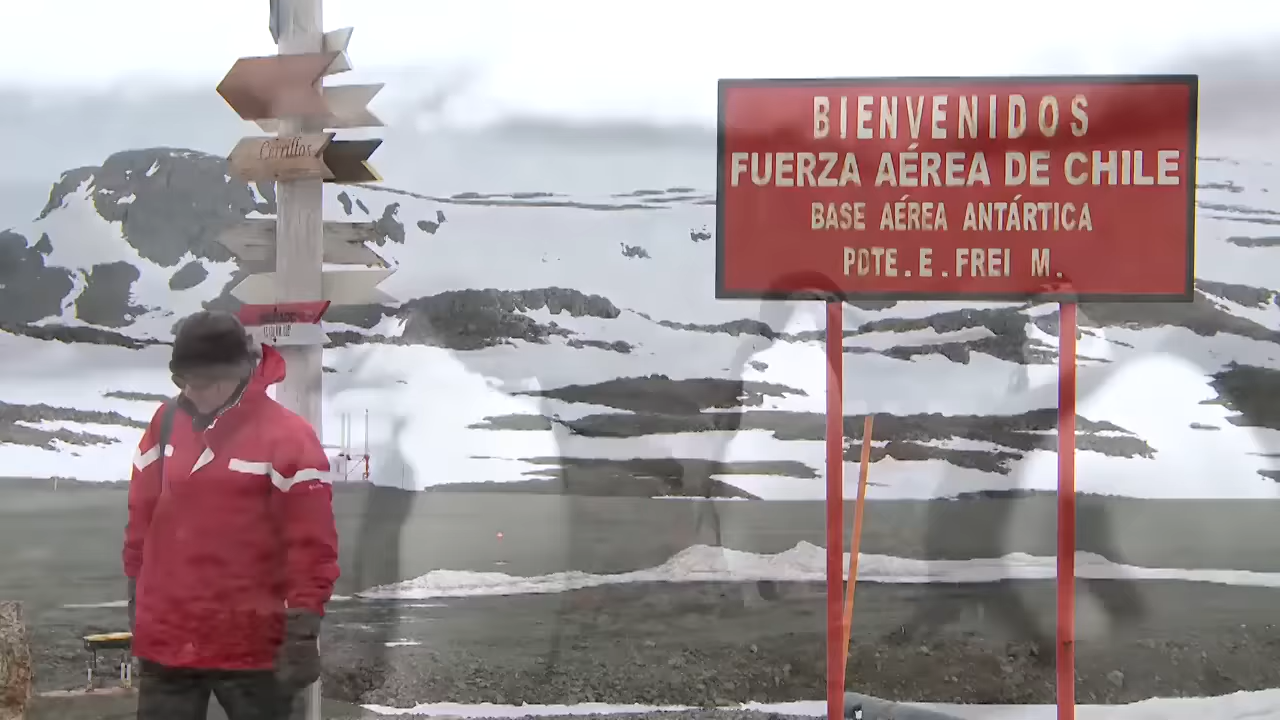 Cerrillos
BIENVENIDOS
FUERZA AÉREA DE CHILE
BASE AÉREA ANTÁRTICA
PDTE. E. FREI M.